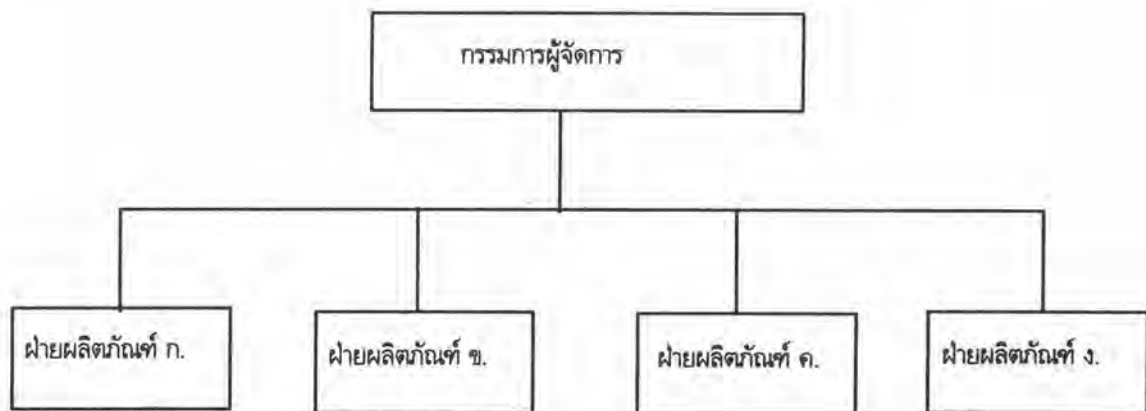 กรรมการผู้จัดการ
ฝ่ายผลิตภัณฑ์ ก.
ฝ่ายผลิตภัณฑ์ ข.
ฝ่ายผลิตภัณฑ์ ค.
ฝ่ายผลิตภัณฑ์ ง.